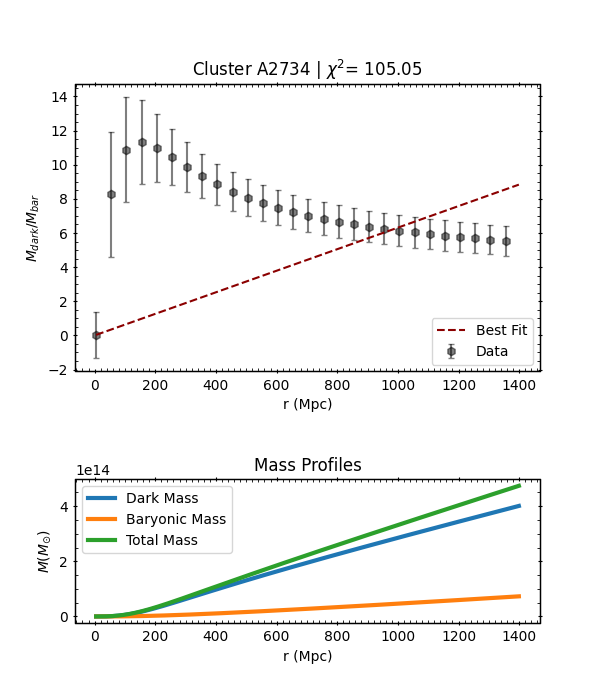 Cluster A2734 | χ²= 105.05
M_dark/M_bar
14
12
10
8
6
4
2
0
−2
Best Fit
Data
0 200 400 600 800 1000 1200 1400
r (Mpc)
Mass Profiles
1e14
M(M_⊙)
4
2
0
Dark Mass
Baryonic Mass
Total Mass
0 200 400 600 800 1000 1200 1400
r (Mpc)